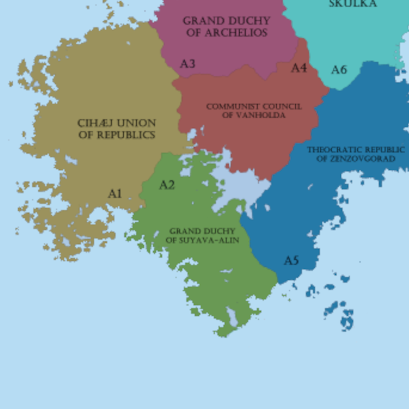 SKULKA
GRAND DUCHY
OF ARCHELIOS
A3
A4
A6
COMMUNIST COUNCIL
OF VANHOLDA
CIHÆJ UNION
OF REPUBLICS
THEOCRATIC REPUBLIC
OF ZENZOVGORAD
A2
A1
GRAND DUCHY
OF SUYAVA-ALIN
A5